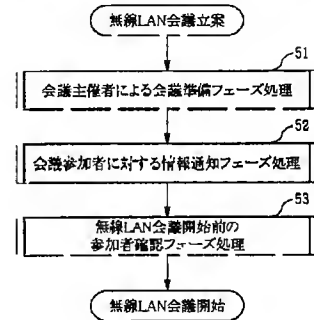 無線LAN会議立案
51
会議主催者による会議準備フェーズ処理
52
会議参加者に対する情報通知フェーズ処理
53
無線LAN会議開始前の
参加者確認フェーズ処理
無線LAN会議開始